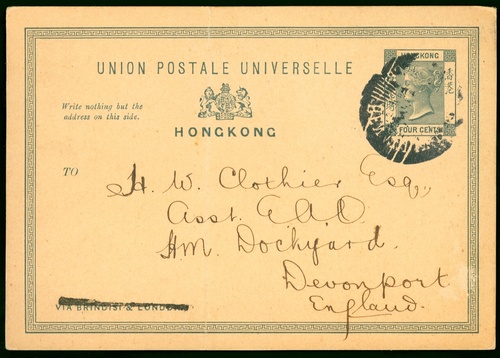 UNION POSTALE UNIVERSELLE
HONGKONG
Write nothing but the
address on this side.
HONGKONG
FOUR CENTS
TO
H. W. Clothier Esq.,
Asst.
HM. Dockyard.
Devonport
England.
VIA BRINDISI & LONDON